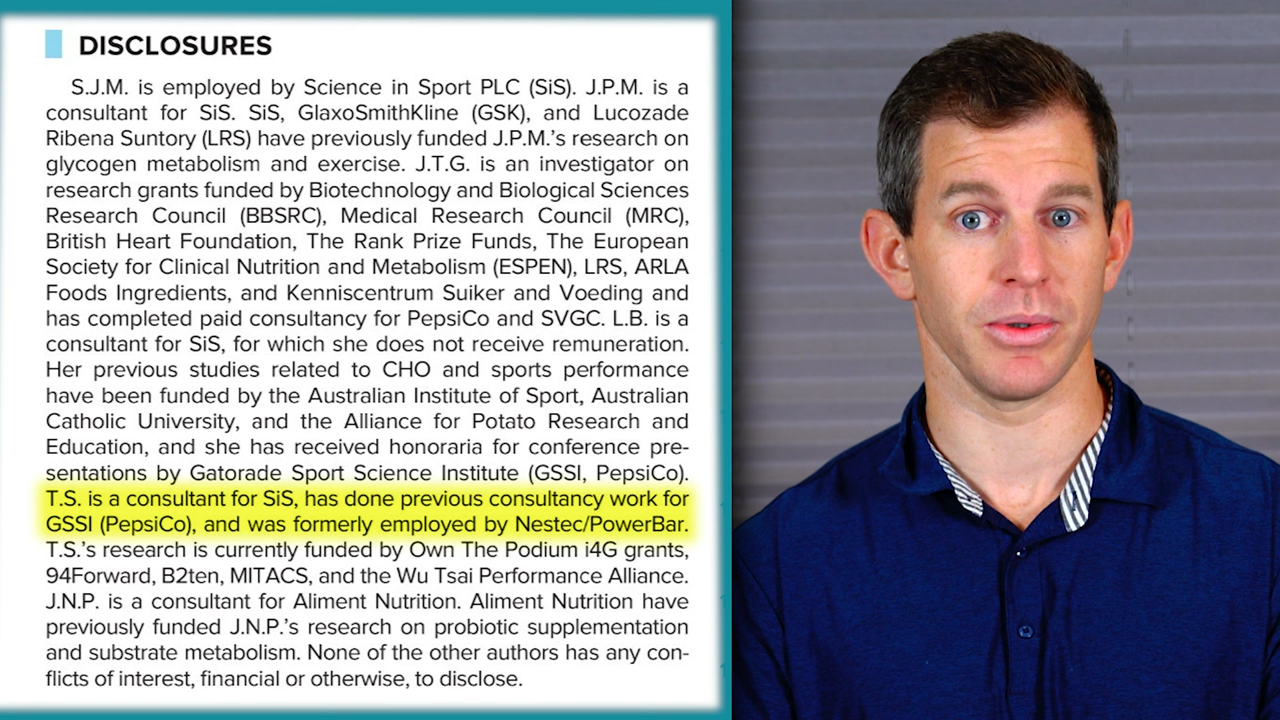 DISCLOSURES
S.J.M. is employed by Science in Sport PLC (SiS). J.P.M. is a
consultant for SiS. SiS, GlaxoSmithKline (GSK), and Lucozade
Ribena Suntory (LRS) have previously funded J.P.M.’s research on
glycogen metabolism and exercise. J.T.G. is an investigator on
research grants funded by Biotechnology and Biological Sciences
Research Council (BBSRC), Medical Research Council (MRC),
British Heart Foundation, The Rank Prize Funds, The European
Society for Clinical Nutrition and Metabolism (ESPEN), LRS, ARLA
Foods Ingredients, and Kenniscentrum Suiker and Voeding and
has completed paid consultancy for PepsiCo and SVGC. L.B. is a
consultant for SiS, for which she does not receive remuneration.
Her previous studies related to CHO and sports performance
have been funded by the Australian Institute of Sport, Australian
Catholic University, and the Alliance for Potato Research and
Education, and she has received honoraria for conference pre-
sentations by Gatorade Sport Science Institute (GSSI, PepsiCo).
T.S. is a consultant for SiS, has done previous consultancy work for
GSSI (PepsiCo), and was formerly employed by Nestec/PowerBar.
T.S.’s research is currently funded by Own The Podium i4G grants,
94Forward, B2ten, MITACS, and the Wu Tsai Performance Alliance.
J.N.P. is a consultant for Aliment Nutrition. Aliment Nutrition have
previously funded J.N.P.’s research on probiotic supplementation
and substrate metabolism. None of the other authors has any con-
flicts of interest, financial or otherwise, to disclose.